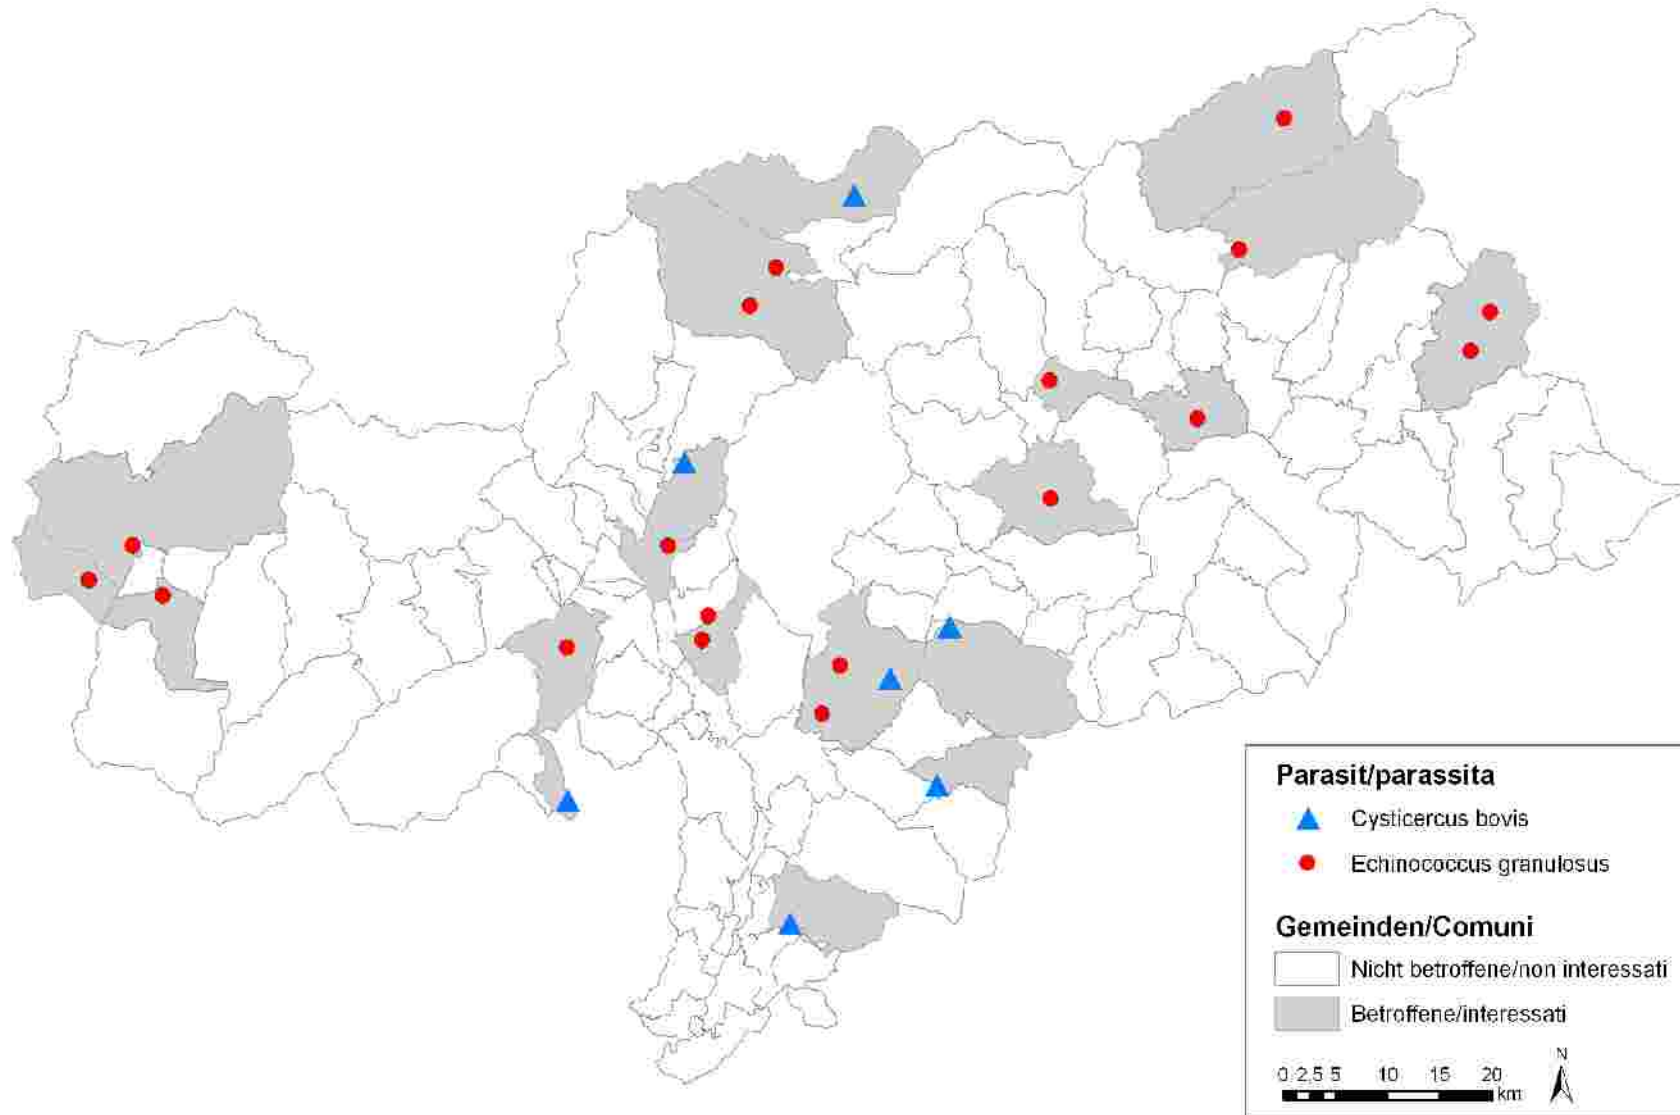 Parasit/parassita
Cysticercus bovis
Echinococcus granulosus
Gemeinden/Comuni
Nicht betroffene/non interessati
Betroffene/interessati
N
0 2,5 5 10 15 20
km